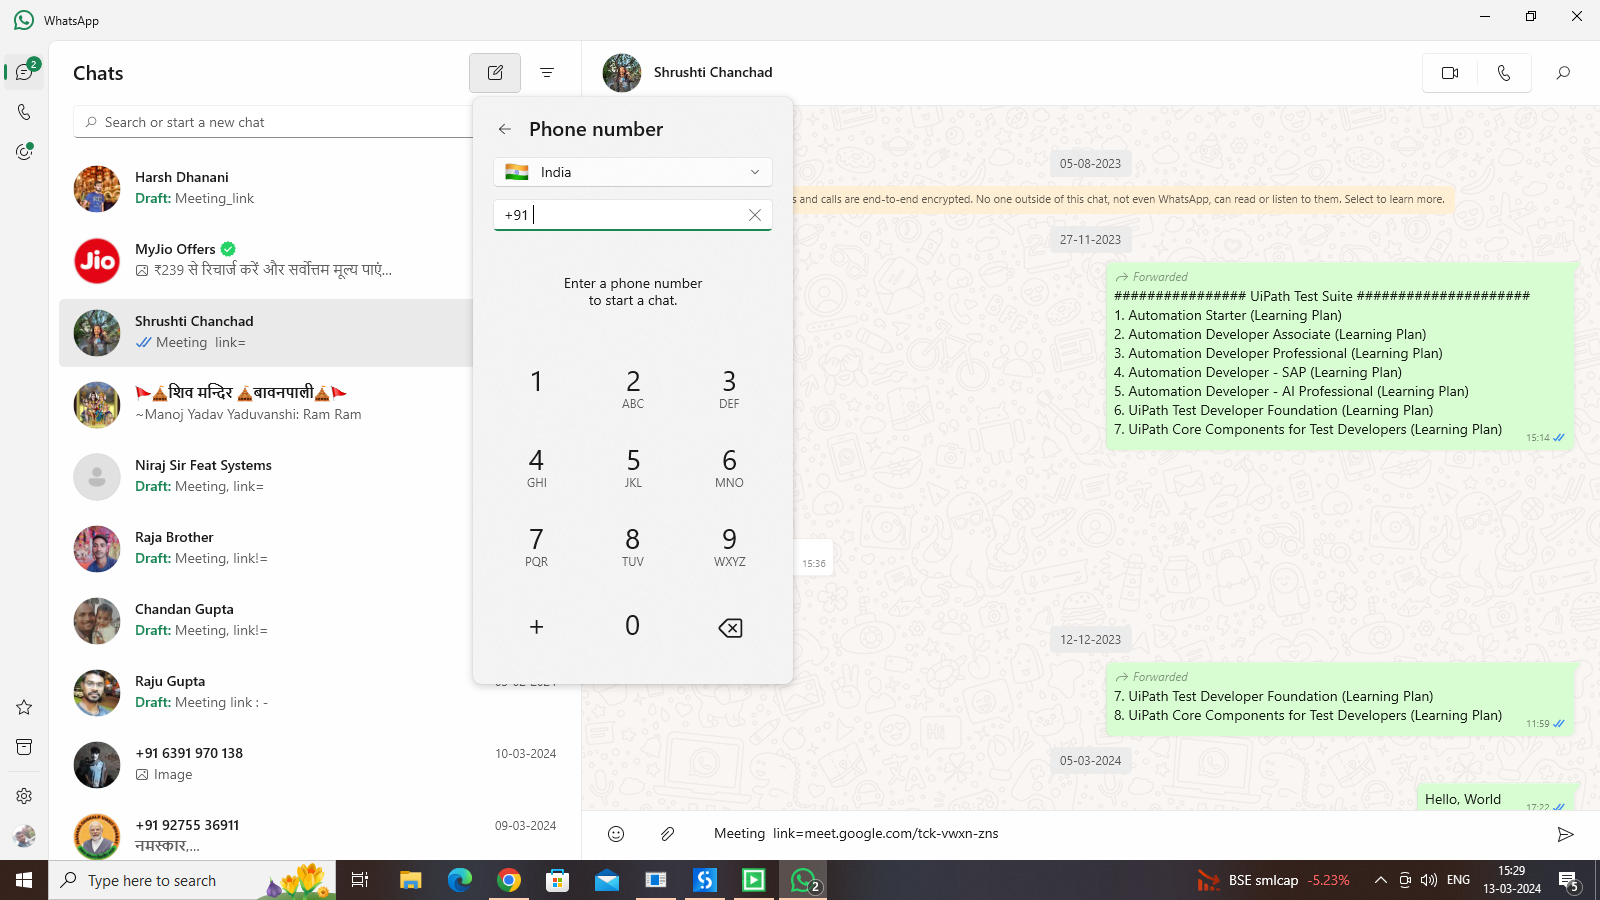 WhatsApp
2
Chats
Search or start a new chat
Harsh Dhanani
Draft: Meeting_link
MyJio Offers
Jio
₹239 से रिचार्ज करें और सर्वोत्तम मूल्य पाएं...
Shrushti Chanchad
Meeting link=
शिव मन्दिर बावनपाली
~Manoj Yadav Yaduvanshi: Ram Ram
Niraj Sir Feat Systems
Draft: Meeting, link=
Raja Brother
Draft: Meeting, link!=
Chandan Gupta
Draft: Meeting, link!=
Raju Gupta
Draft: Meeting link : -
+91 6391 970 138
10-03-2024
Image
+91 92755 36911
09-03-2024
नमस्कार,...
Phone number
India
+91
Enter a phone number
to start a chat.
1
2 ABC
3 DEF
4 GHI
5 JKL
6 MNO
7 PQR
8 TUV
9 WXYZ
+
0
Shrushti Chanchad
05-08-2023
s and calls are end-to-end encrypted. No one outside of this chat, not even WhatsApp, can read or listen to them. Select to learn more.
27-11-2023
Forwarded
################ UiPath Test Suite #####################
1. Automation Starter (Learning Plan)
2. Automation Developer Associate (Learning Plan)
3. Automation Developer Professional (Learning Plan)
4. Automation Developer - SAP (Learning Plan)
5. Automation Developer - AI Professional (Learning Plan)
6. UiPath Test Developer Foundation (Learning Plan)
7. UiPath Core Components for Test Developers (Learning Plan)
15:14
15:36
12-12-2023
Forwarded
7. UiPath Test Developer Foundation (Learning Plan)
8. UiPath Core Components for Test Developers (Learning Plan)
11:59
05-03-2024
Hello, World
17:22
Meeting link=meet.google.com/tck-vwxn-zns
Type here to search
2
BSE smlcap -5.23%
ENG
15:29
13-03-2024
5